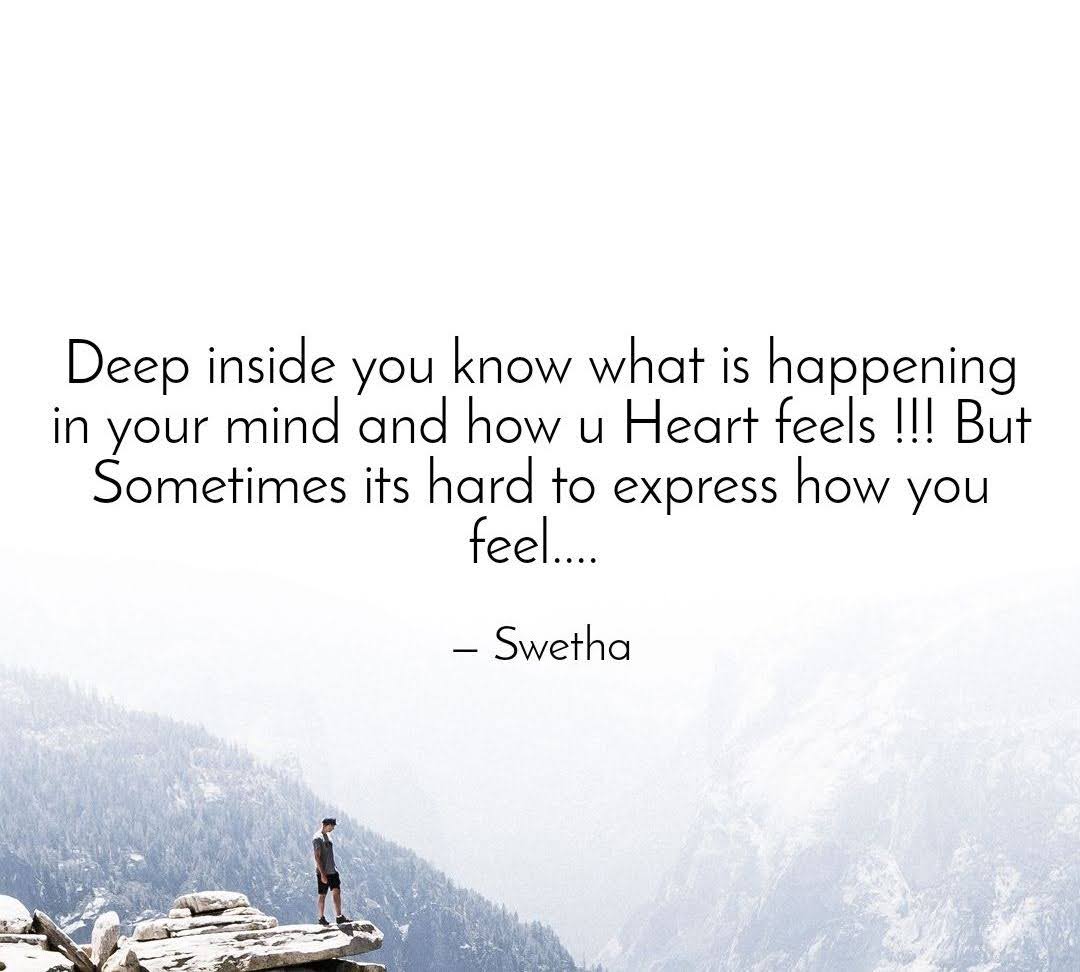 Deep inside you know what is happening
in your mind and how u Heart feels !!! But
Sometimes its hard to express how you
feel....
– Swetha